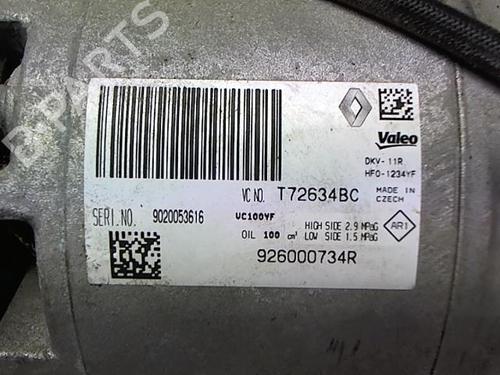 B-PARTS
Valeo
DKV-11R
HFO-1234YF
VC NO. T72634BC
MADE IN
CZECH
SERI.NO. 9020053616 VC100YF
HIGH SIDE 2.9 MPaG
OIL 100 cm³ LOW SIDE 1.5 MPaG
AR1
926000734R